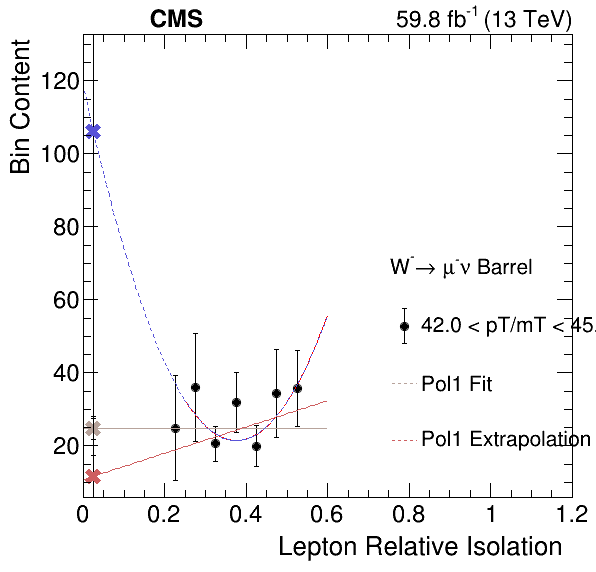 CMS 59.8 fb⁻¹ (13 TeV)
Bin Content
120
100
80
60
40
20
W⁻→ μ⁻ν Barrel
42.0 < pT/mT < 45.
Pol1 Fit
Pol1 Extrapolation
0 0.2 0.4 0.6 0.8 1 1.2
Lepton Relative Isolation